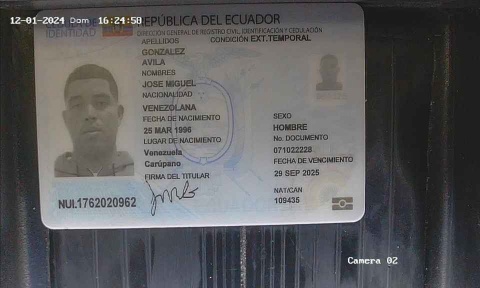 12-01-2024 Dom 16:24:58
REPÚBLICA DEL ECUADOR
IDENTIDAD
DIRECCIÓN GENERAL DE REGISTRO CIVIL, IDENTIFICACIÓN Y CEDULACIÓN
APELLIDOS
CONDICIÓN.EXT.TEMPORAL
GONZALEZ
AVILA
NOMBRES
JOSE MIGUEL
NACIONALIDAD
VENEZOLANA
FECHA DE NACIMIENTO
25 MAR 1996
LUGAR DE NACIMIENTO
Venezuela
Carúpano
FIRMA DEL TITULAR
SEXO
HOMBRE
No. DOCUMENTO
071022228
FECHA DE VENCIMIENTO
29 SEP 2025
NAT/CAN
109435
NUI.1762020962
Camera 02